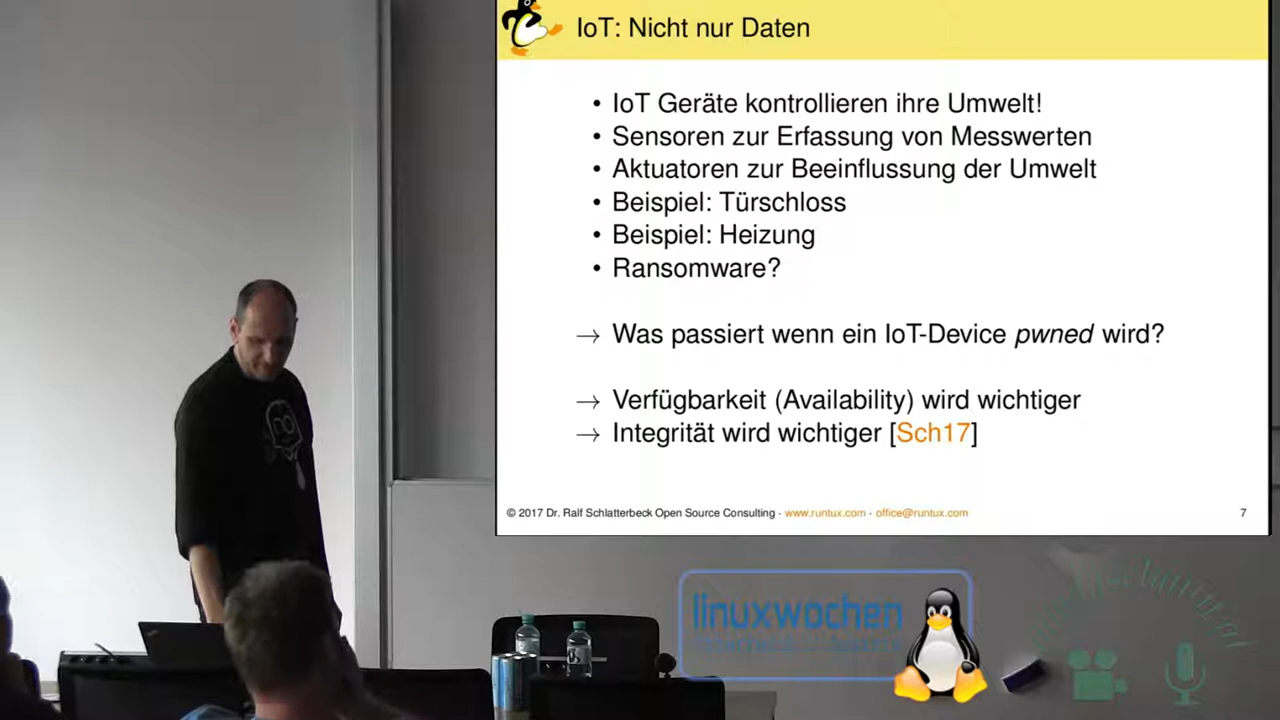 IoT: Nicht nur Daten
• IoT Geräte kontrollieren ihre Umwelt!
• Sensoren zur Erfassung von Messwerten
• Aktuatoren zur Beeinflussung der Umwelt
• Beispiel: Türschloss
• Beispiel: Heizung
• Ransomware?
→ Was passiert wenn ein IoT-Device pwned wird?
→ Verfügbarkeit (Availability) wird wichtiger
→ Integrität wird wichtiger [Sch17]
© 2017 Dr. Ralf Schlatterbeck Open Source Consulting · www.runtux.com · office@runtux.com 7
linuxwochen